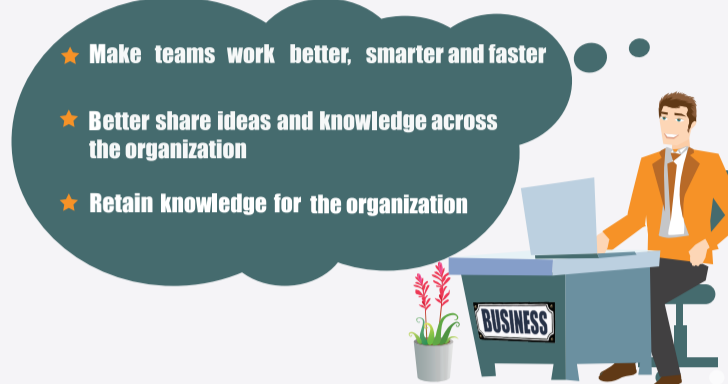 Make teams work better, smarter and faster
Better share ideas and knowledge across
the organization
Retain knowledge for the organization
BUSINESS